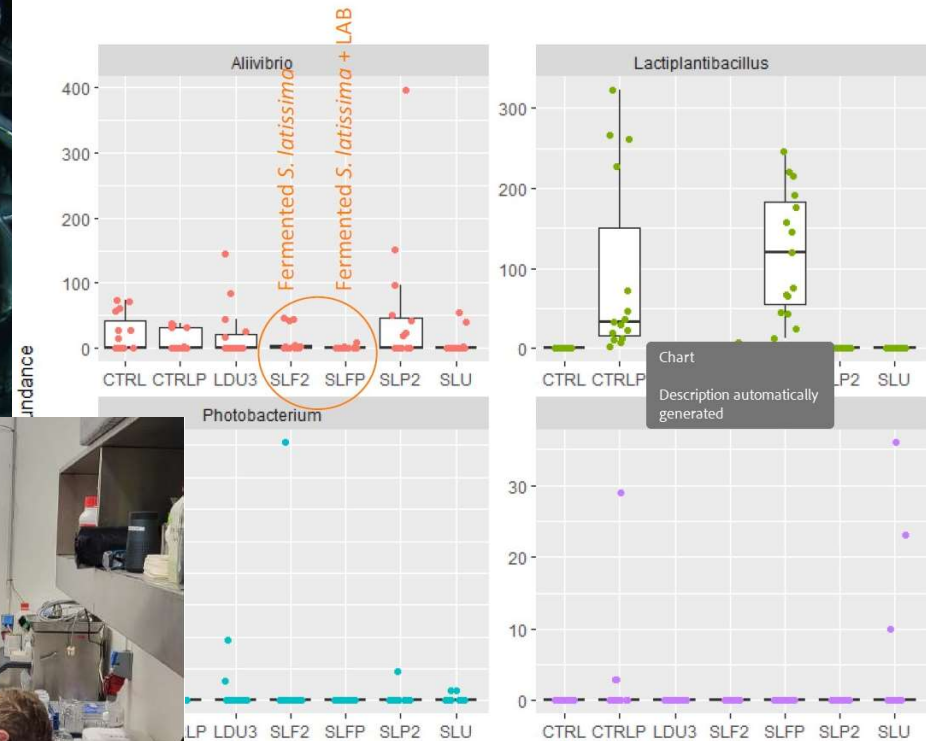 Fermented S. latissima
Fermented S. latissima + LAB
Aliivibrio
400
300
200
100
0
CTRL CTRLP LDU3 SLF2 SLFP SLP2 SLU
Lactiplantibacillus
300
200
100
0
CTRL CTRLP LP2 SLU
Chart
Description automatically
generated
undance
Photobacterium
LP LDU3 SLF2 SLFP SLP2 SLU
30
20
10
0
CTRL CTRLP LDU3 SLF2 SLFP SLP2 SLU